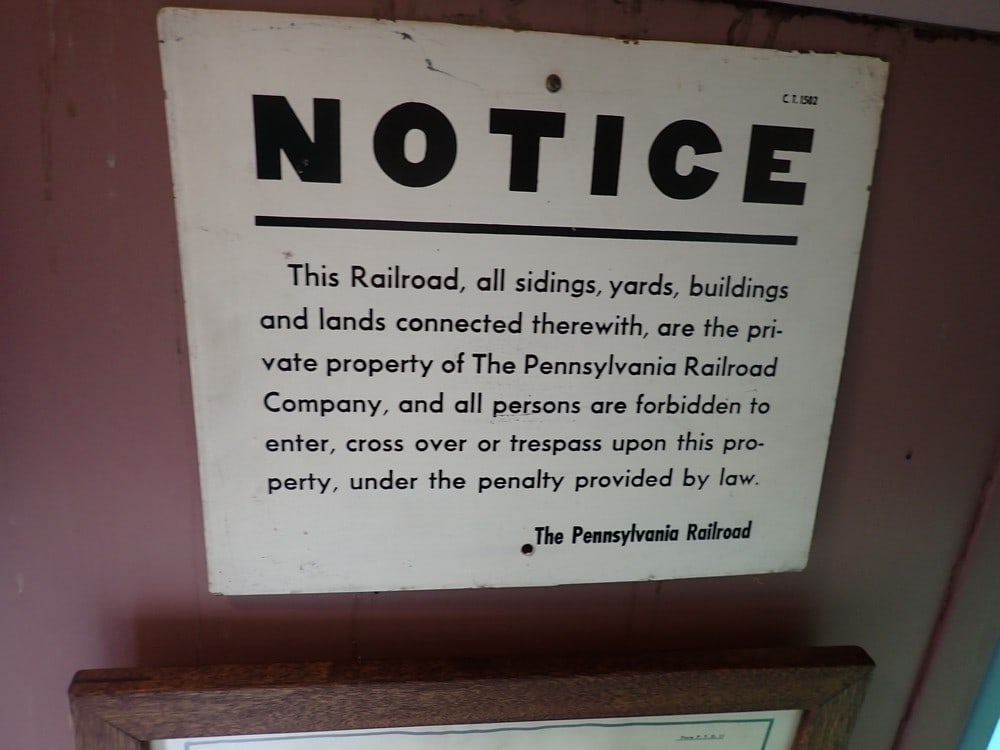 C.T. 1502
NOTICE
This Railroad, all sidings, yards, buildings
and lands connected therewith, are the pri-
vate property of The Pennsylvania Railroad
Company, and all persons are forbidden to
enter, cross over or trespass upon this pro-
perty, under the penalty provided by law.
The Pennsylvania Railroad